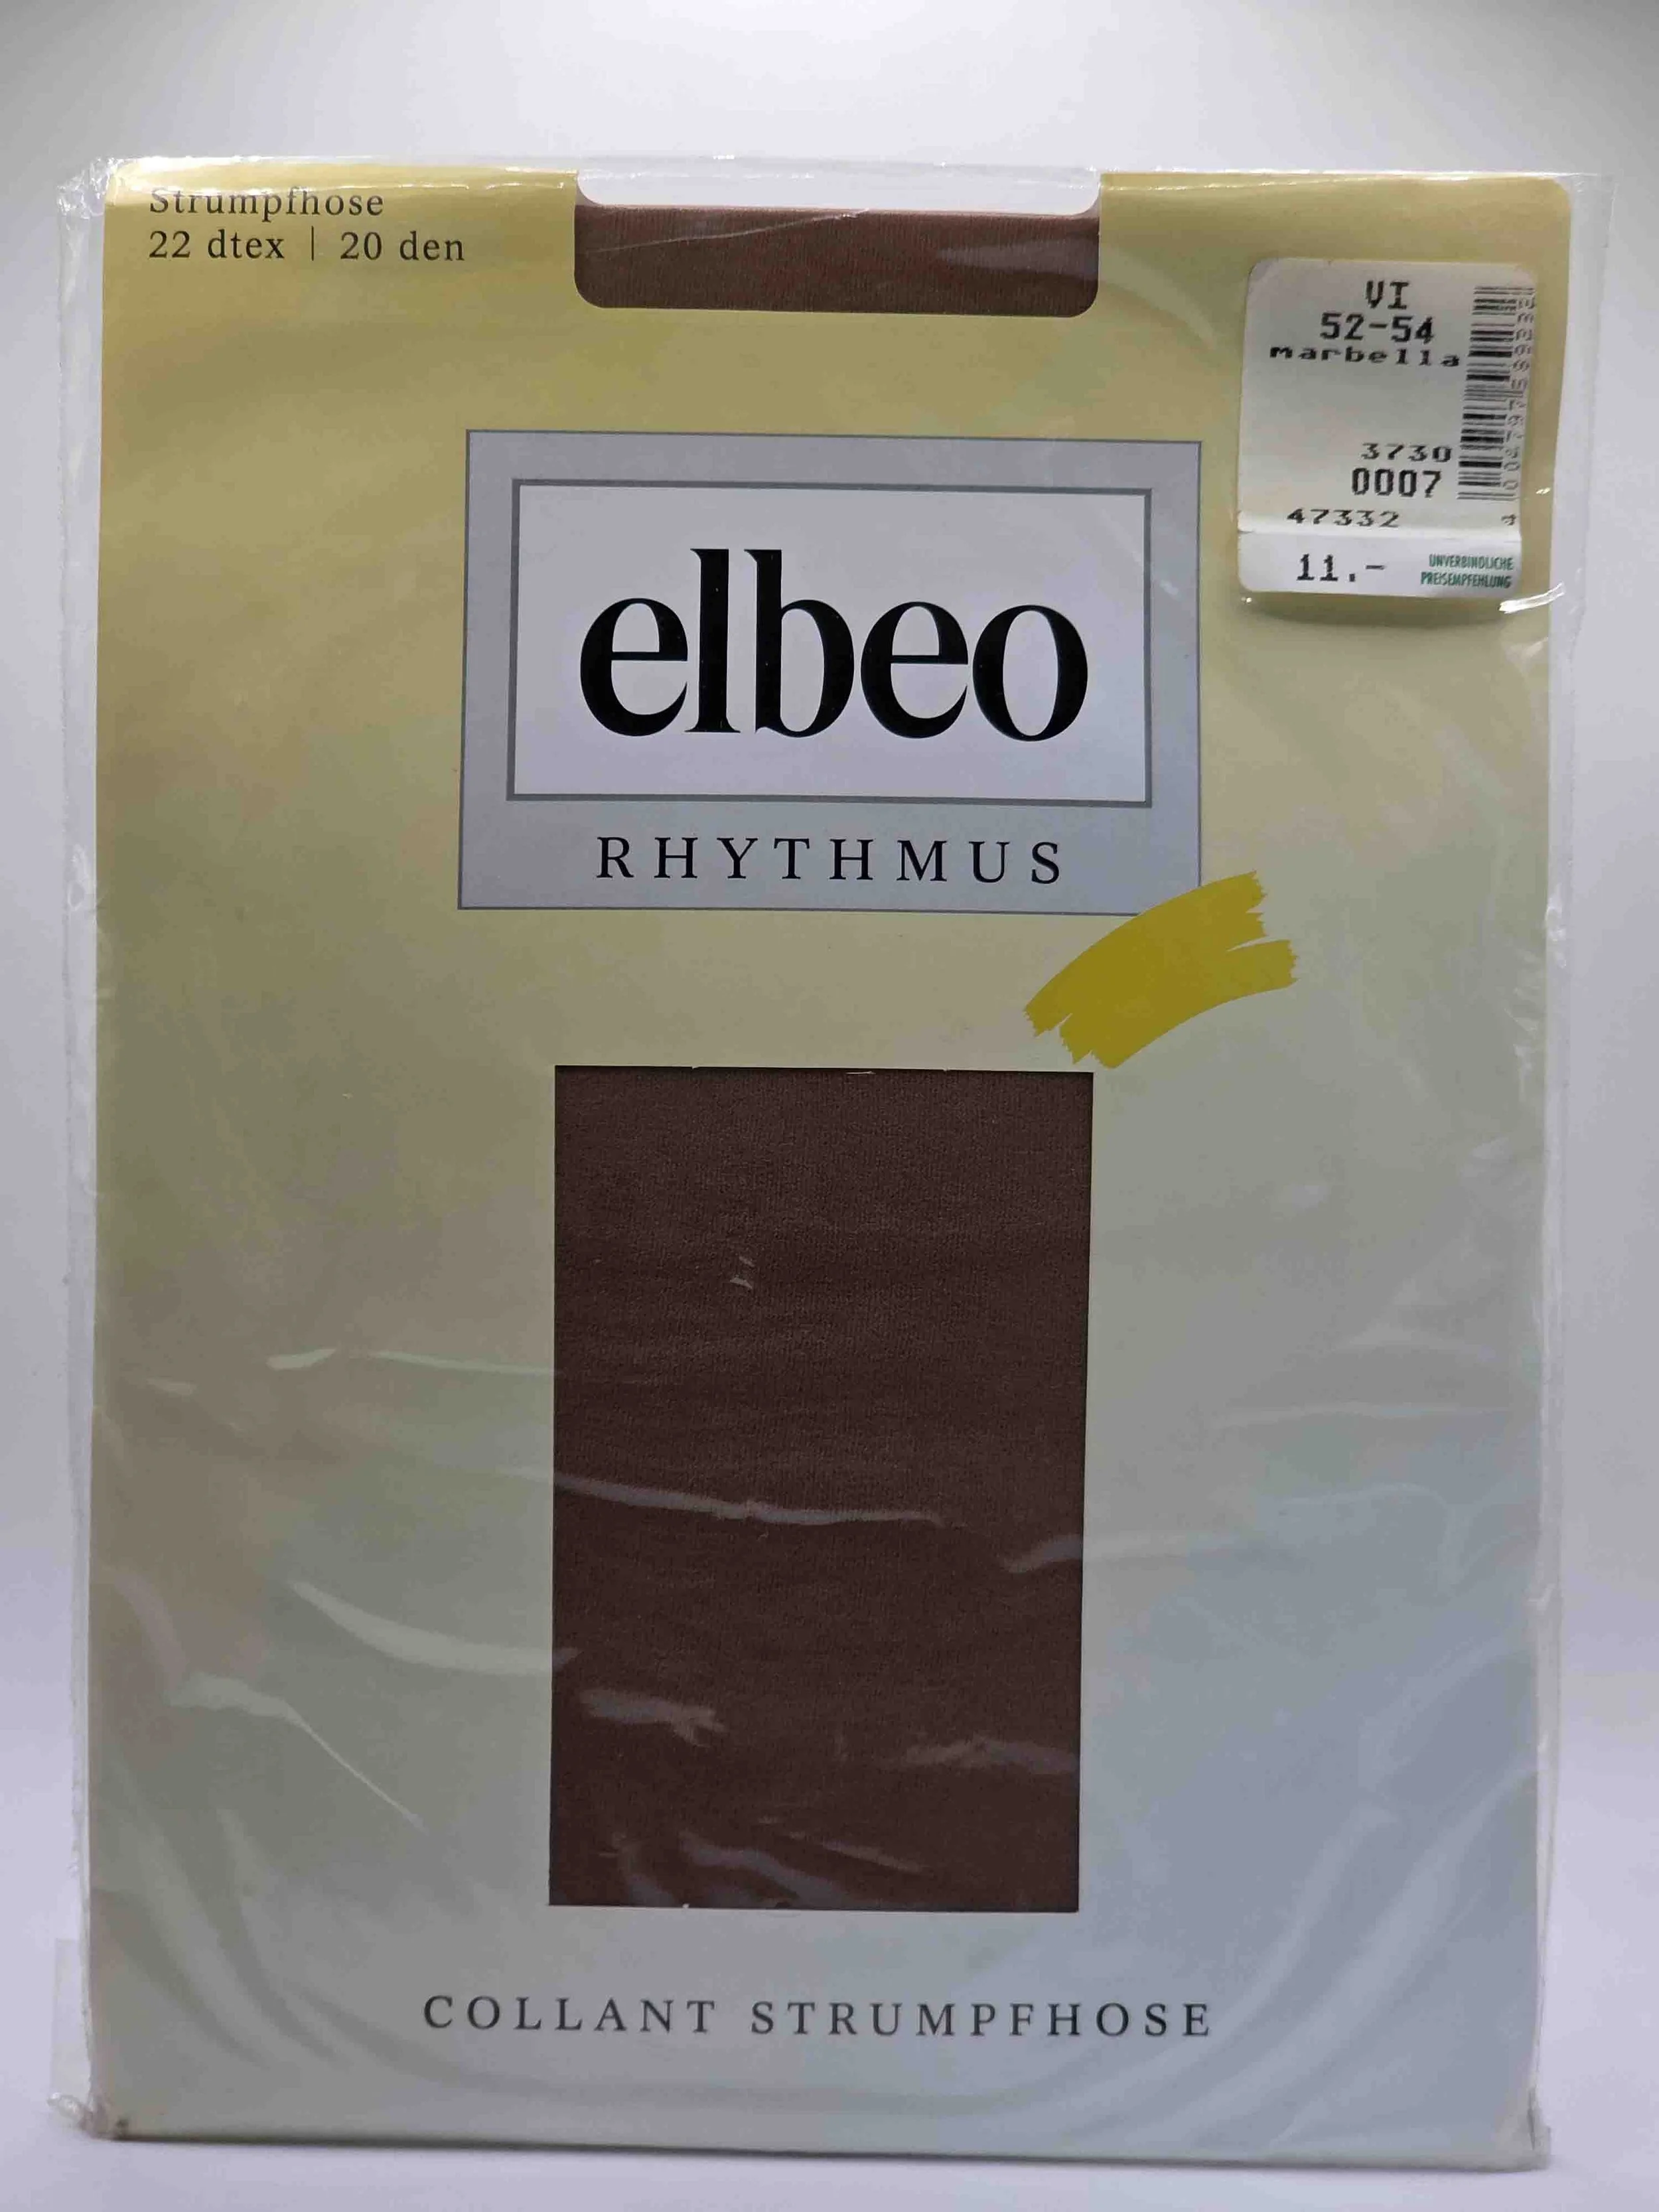 Strumpfhose
22 dtex | 20 den
VI
52-54
marbella
3730
0007
47332
11.-
UNVERBINDLICHE
PREISEMPFEHLUNG
elbeo
RHYTHMUS
COLLANT STRUMPFHOSE